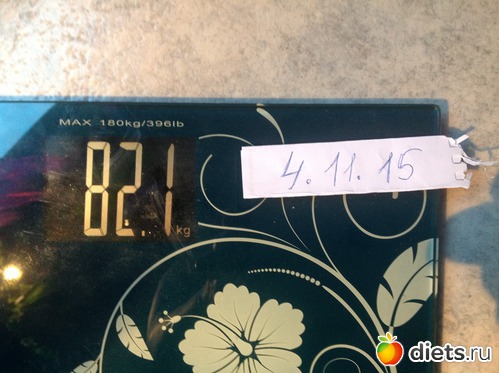 MAX 180kg/396lb
82.1 kg
4.11.15
diets.ru